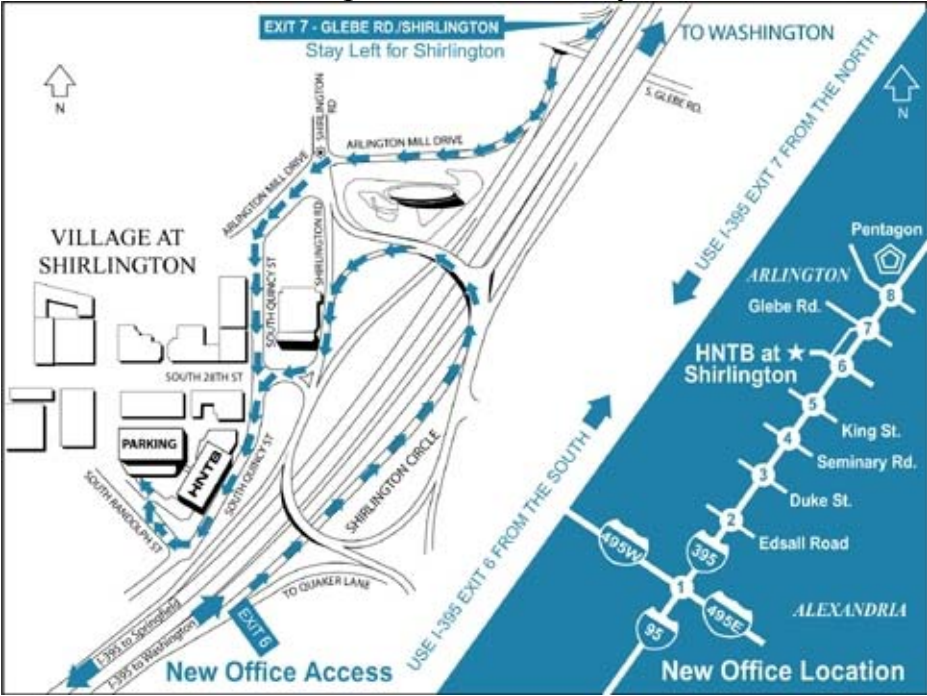 EXIT 7 - GLEBE RD./SHIRLINGTON
Stay Left for Shirlington
TO WASHINGTON
N
N
S. GLEBE RD.
SHIRLINGTON RD
ARLINGTON MILL DRIVE
ARLINGTON MILL DRIVE
USE I-395 EXIT 7 FROM THE NORTH
VILLAGE AT
SHIRLINGTON
SOUTH QUINCY ST
SHIRLINGTON RD
Pentagon
ARLINGTON
8
Glebe Rd.
7
HNTB at ★
Shirlington
6
SOUTH 28TH ST
5
King St.
PARKING
HNTB
SOUTH QUINCY ST
SHIRLINGTON CIRCLE
4
Seminary Rd.
3
Duke St.
SOUTH RANDOLPH ST
2
Edsall Road
USE I-395 EXIT 6 FROM THE SOUTH
495W
395
TO QUAKER LANE
1
EXIT 6
I-395 to Springfield
I-395 to Washington
95
495E
ALEXANDRIA
New Office Access
New Office Location